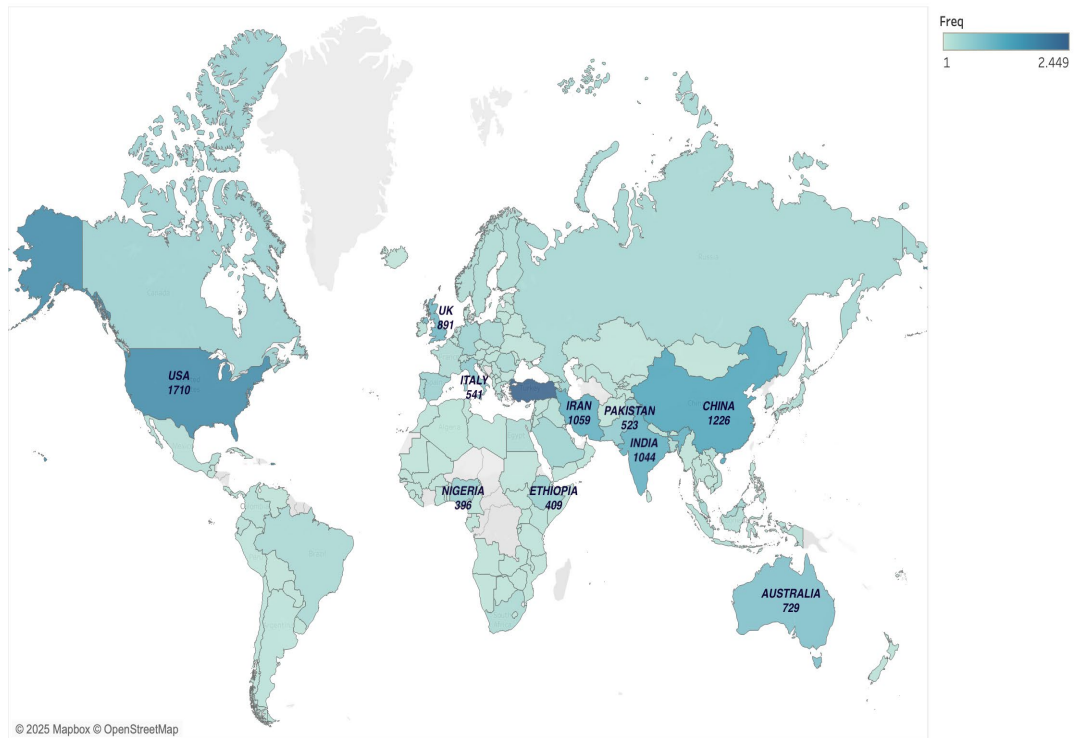 Freq
1 2.449
UK
891
USA
1710
ITALY
541
IRAN
1059
PAKISTAN
523
CHINA
1226
INDIA
1044
NIGERIA
396
ETHIOPIA
409
AUSTRALIA
729
© 2025 Mapbox © OpenStreetMap